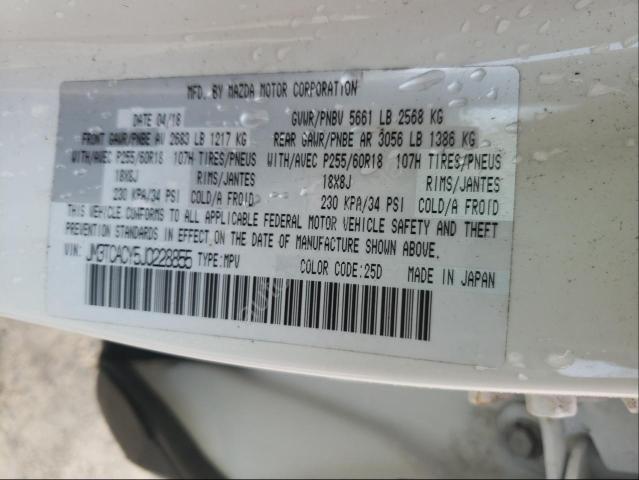 MFD. BY MAZDA MOTOR CORPORATION
DATE 04/18 GVWR/PNBV 5661 LB 2568 KG
FRONT GAWR/PNBE AV 2683 LB 1217 KG REAR GAWR/PNBE AR 3056 LB 1386 KG
WITH/AVEC P255/60R18 107H TIRES/PNEUS WITH/AVEC P255/60R18 107H TIRES/PNEUS
18X8J RIMS/JANTES 18X8J RIMS/JANTES
230 KPA/34 PSI COLD/A FROID 230 KPA/34 PSI COLD/A FROID
THIS VEHICLE CONFORMS TO ALL APPLICABLE FEDERAL MOTOR VEHICLE SAFETY AND THEFT
PREVENTION STANDARDS IN EFFECT ON THE DATE OF MANUFACTURE SHOWN ABOVE.
VIN: JM3TCACY5J0228855 TYPE:MPV COLOR CODE:25D MADE IN JAPAN